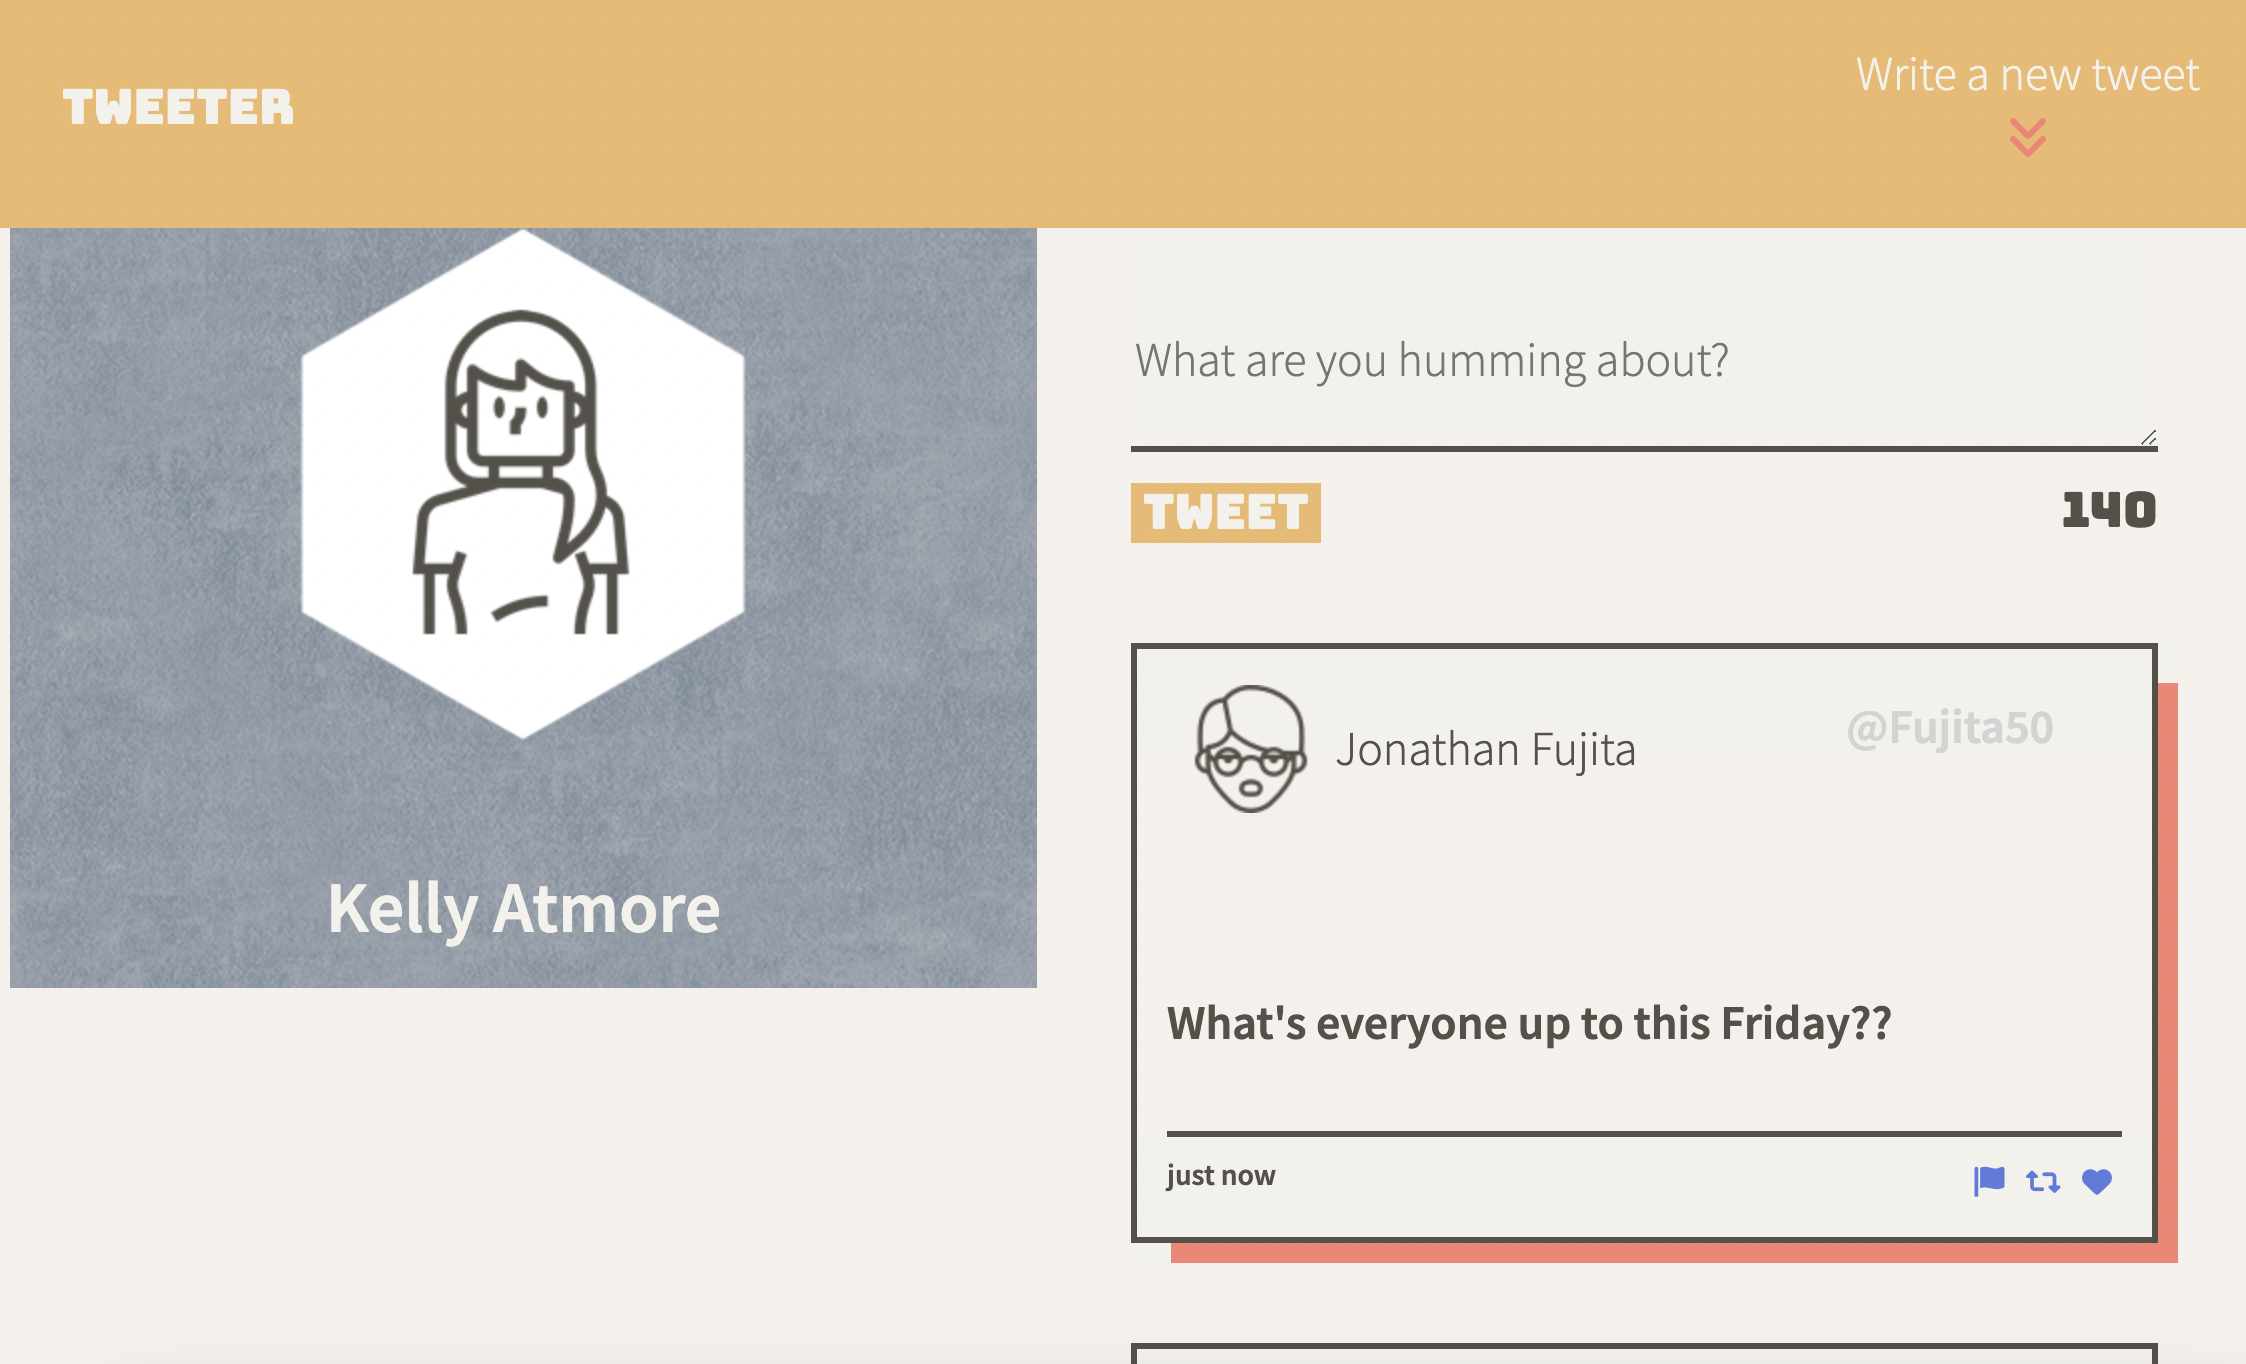 TWEETER
Write a new tweet
Kelly Atmore
What are you humming about?
TWEET
140
Jonathan Fujita
@Fujita50
What's everyone up to this Friday??
just now